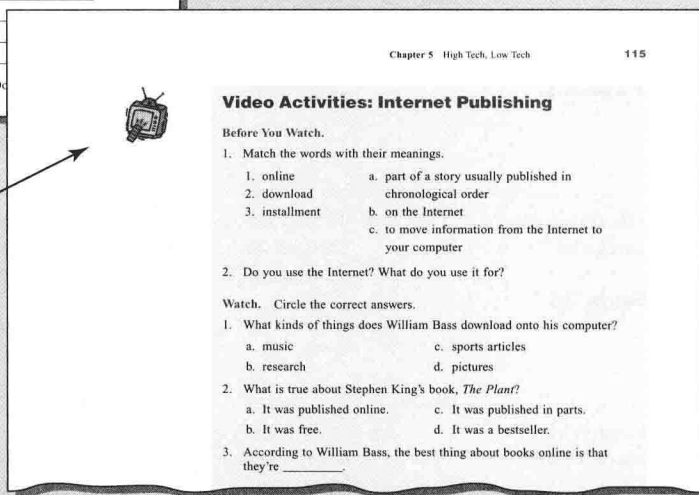 Chapter 5 High Tech, Low Tech 115
Video Activities: Internet Publishing
Before You Watch.
1. Match the words with their meanings.
1. online
2. download
3. installment
a. part of a story usually published in
chronological order
b. on the Internet
c. to move information from the Internet to
your computer
2. Do you use the Internet? What do you use it for?
Watch. Circle the correct answers.
1. What kinds of things does William Bass download onto his computer?
a. music
b. research
c. sports articles
d. pictures
2. What is true about Stephen King's book, The Plant?
a. It was published online.
b. It was free.
c. It was published in parts.
d. It was a bestseller.
3. According to William Bass, the best thing about books online is that
they're ________.